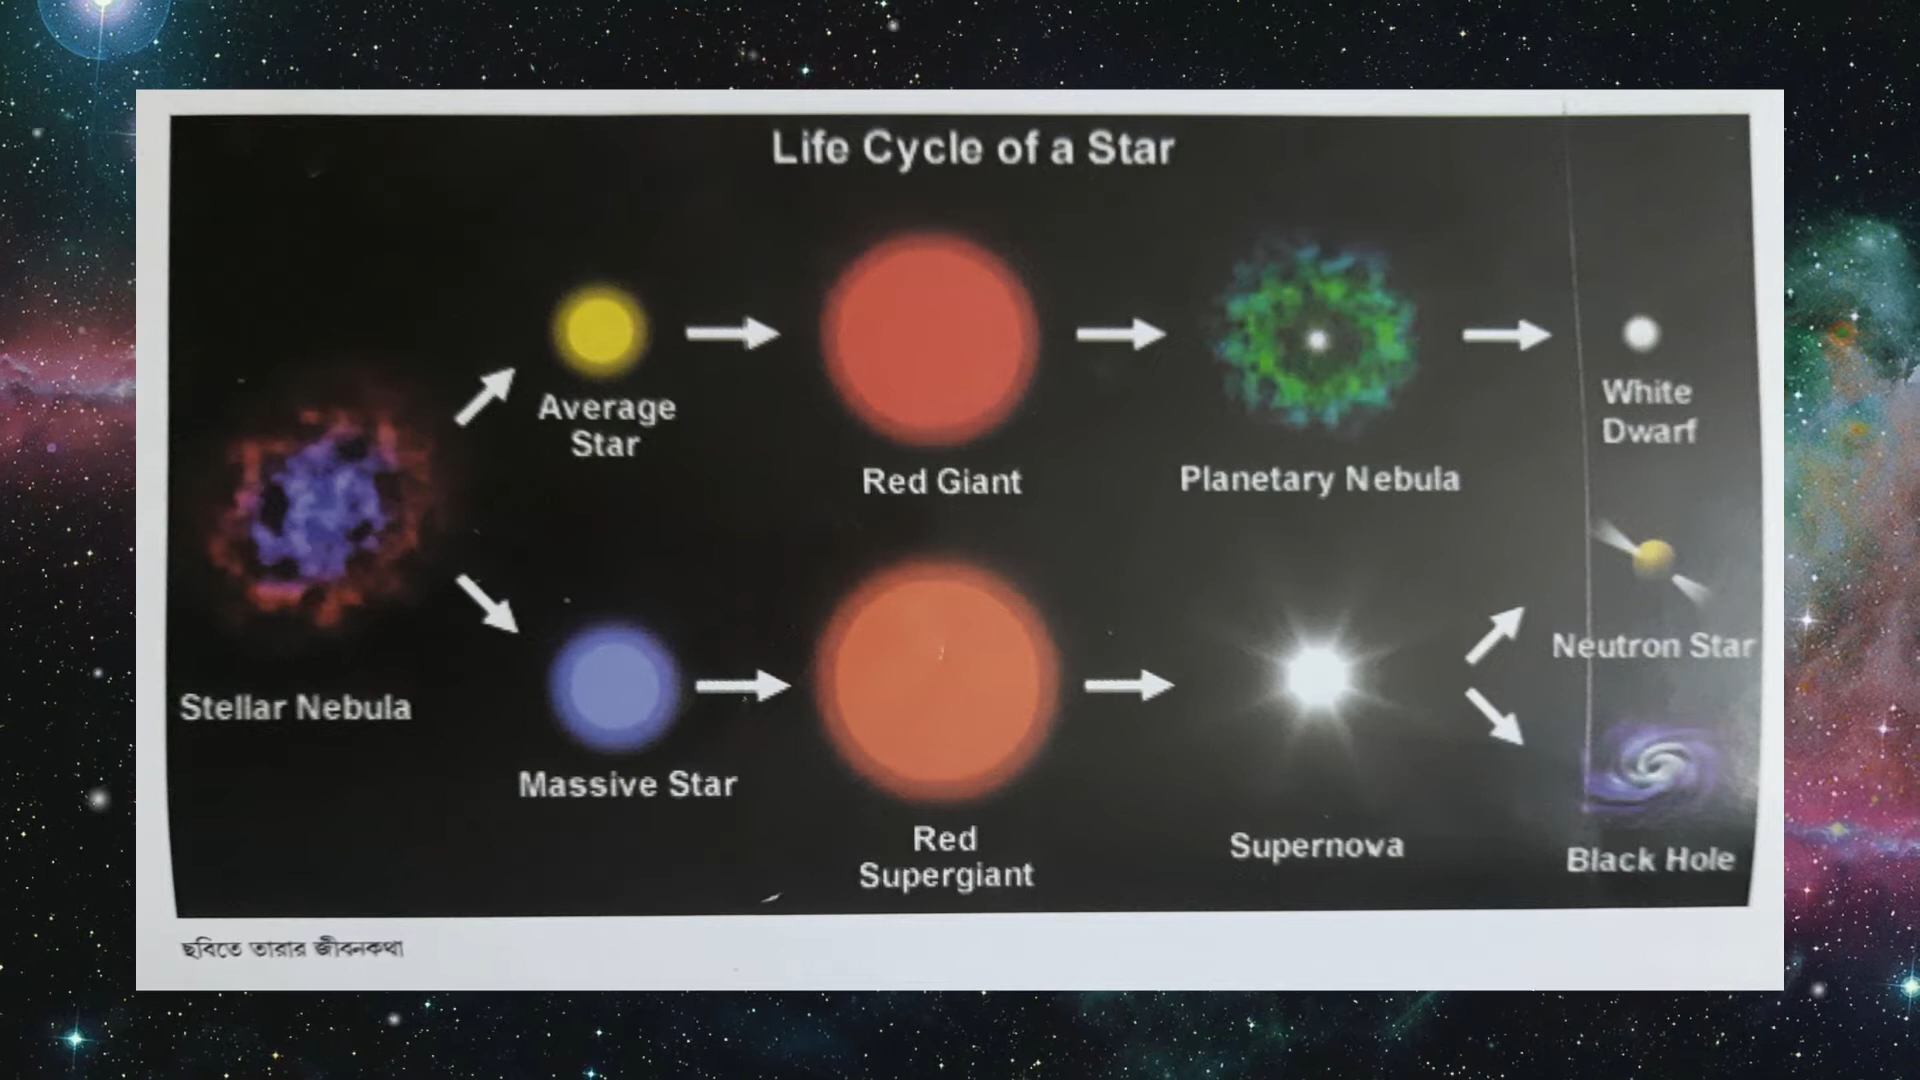 Life Cycle of a Star
Average
Star
Red Giant
Planetary Nebula
White
Dwarf
Stellar Nebula
Massive Star
Red
Supergiant
Supernova
Neutron Star
Black Hole
ছবিতে তারার জীবনকথা